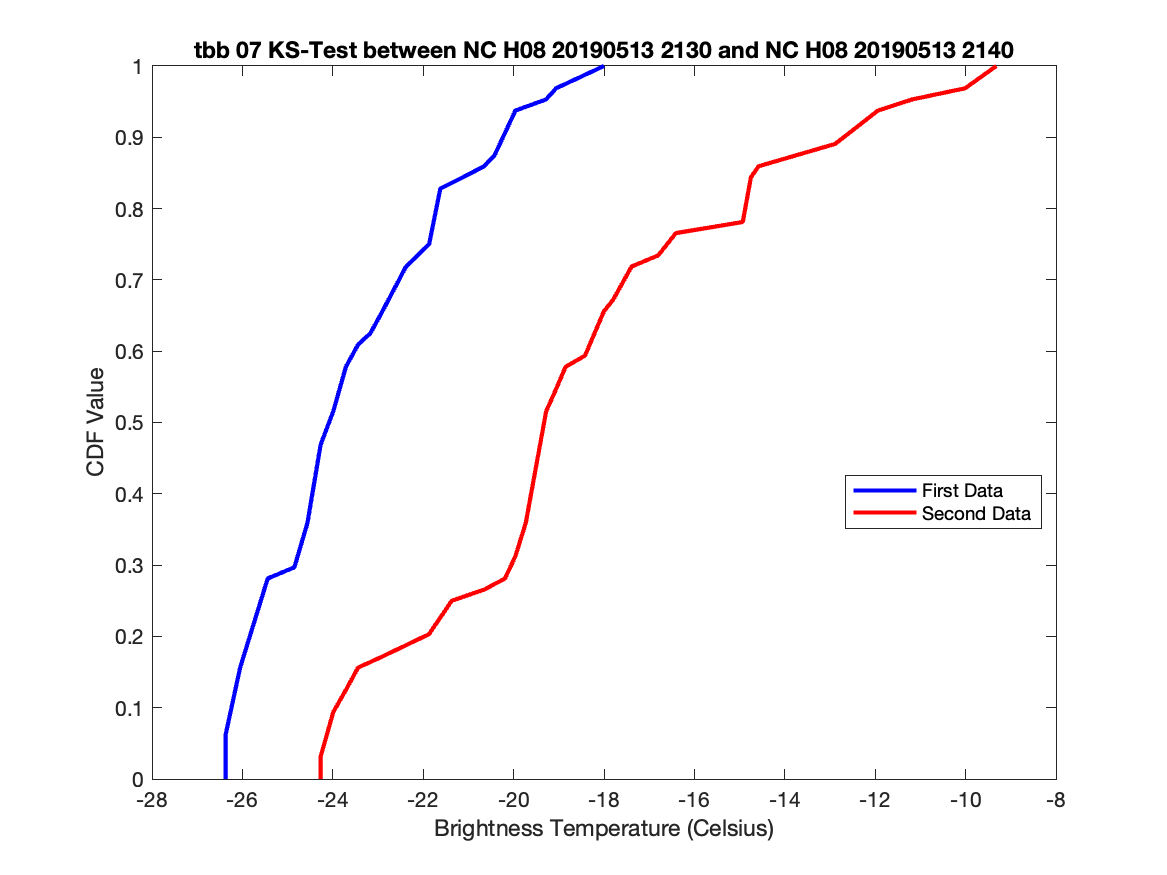 tbb 07 KS-Test between NC H08 20190513 2130 and NC H08 20190513 2140
1
0.9
0.8
0.7
0.6
0.5
0.4
0.3
0.2
0.1
0
CDF Value
First Data
Second Data
-28 -26 -24 -22 -20 -18 -16 -14 -12 -10 -8
Brightness Temperature (Celsius)